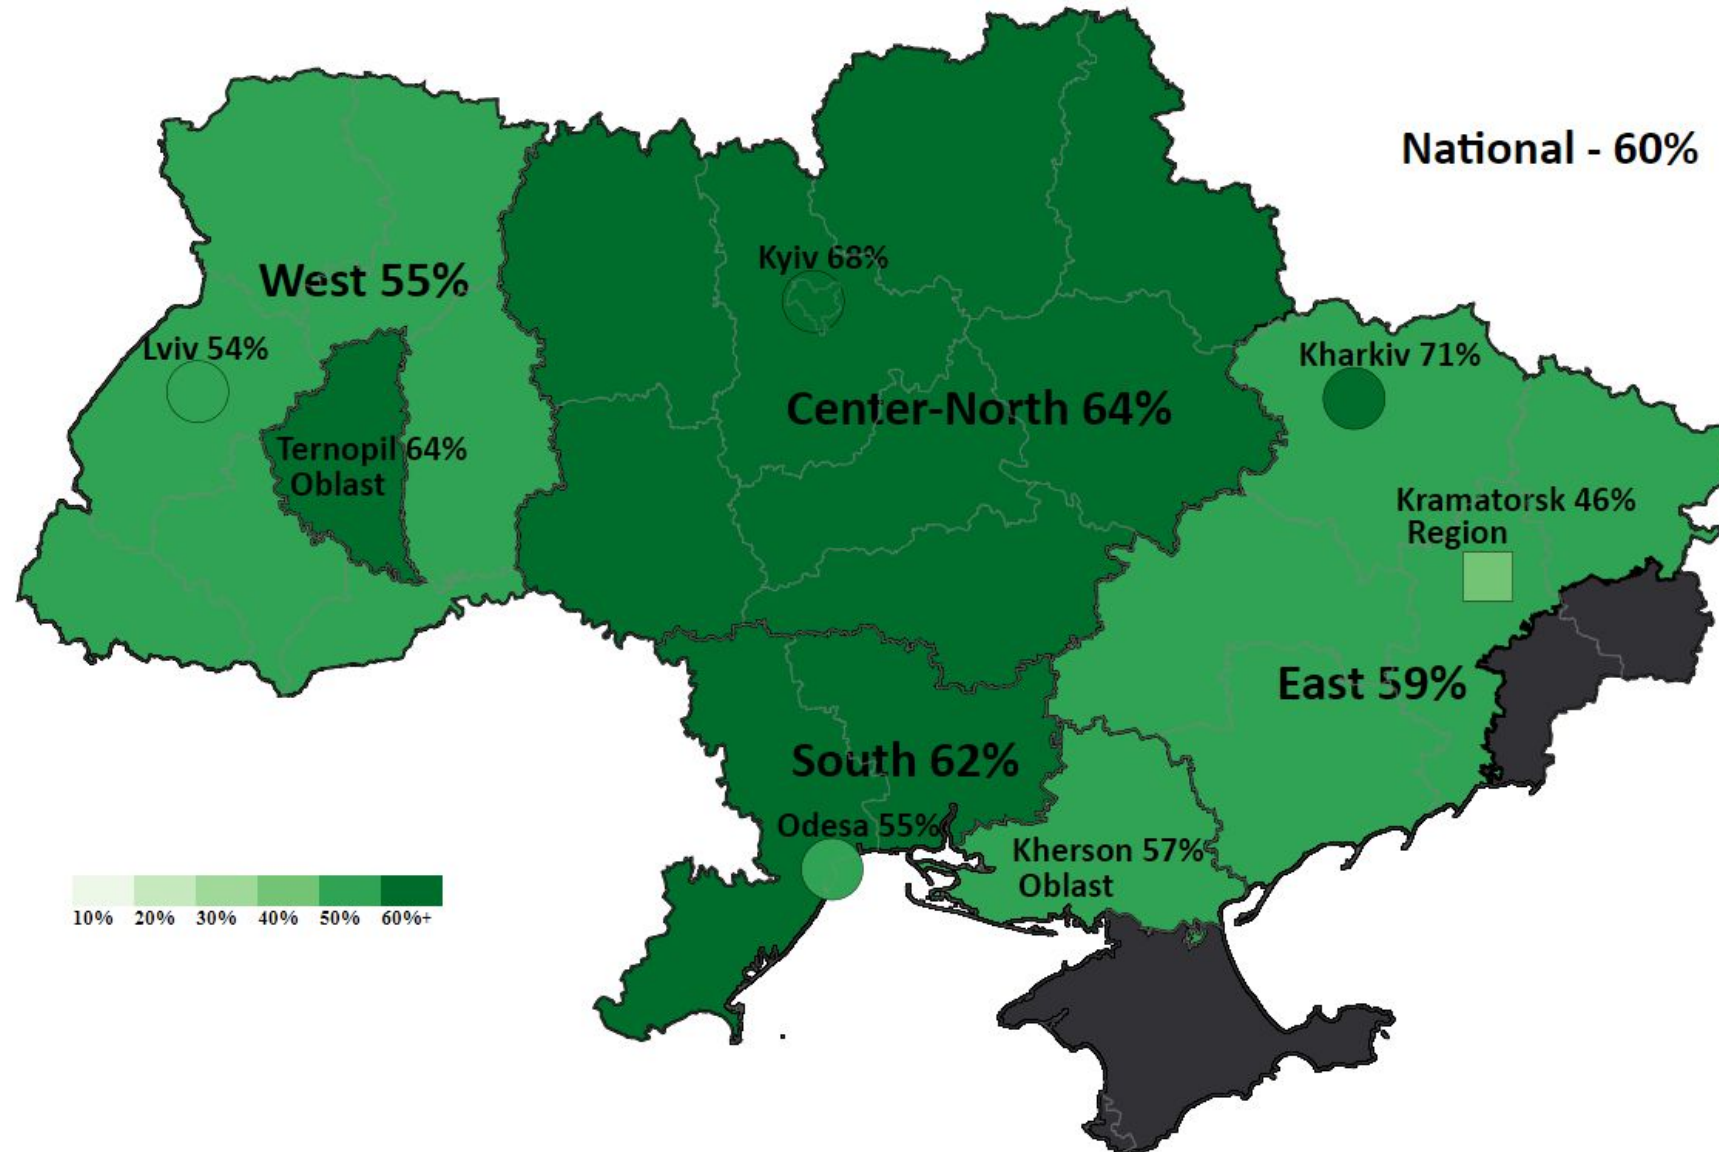 National - 60%
Kyiv 68%
West 55%
Lviv 54%
Kharkiv 71%
Center-North 64%
Ternopil 64%
Oblast
Kramatorsk 46%
Region
East 59%
South 62%
Odesa 55%
Kherson 57%
Oblast
10% 20% 30% 40% 50% 60%+